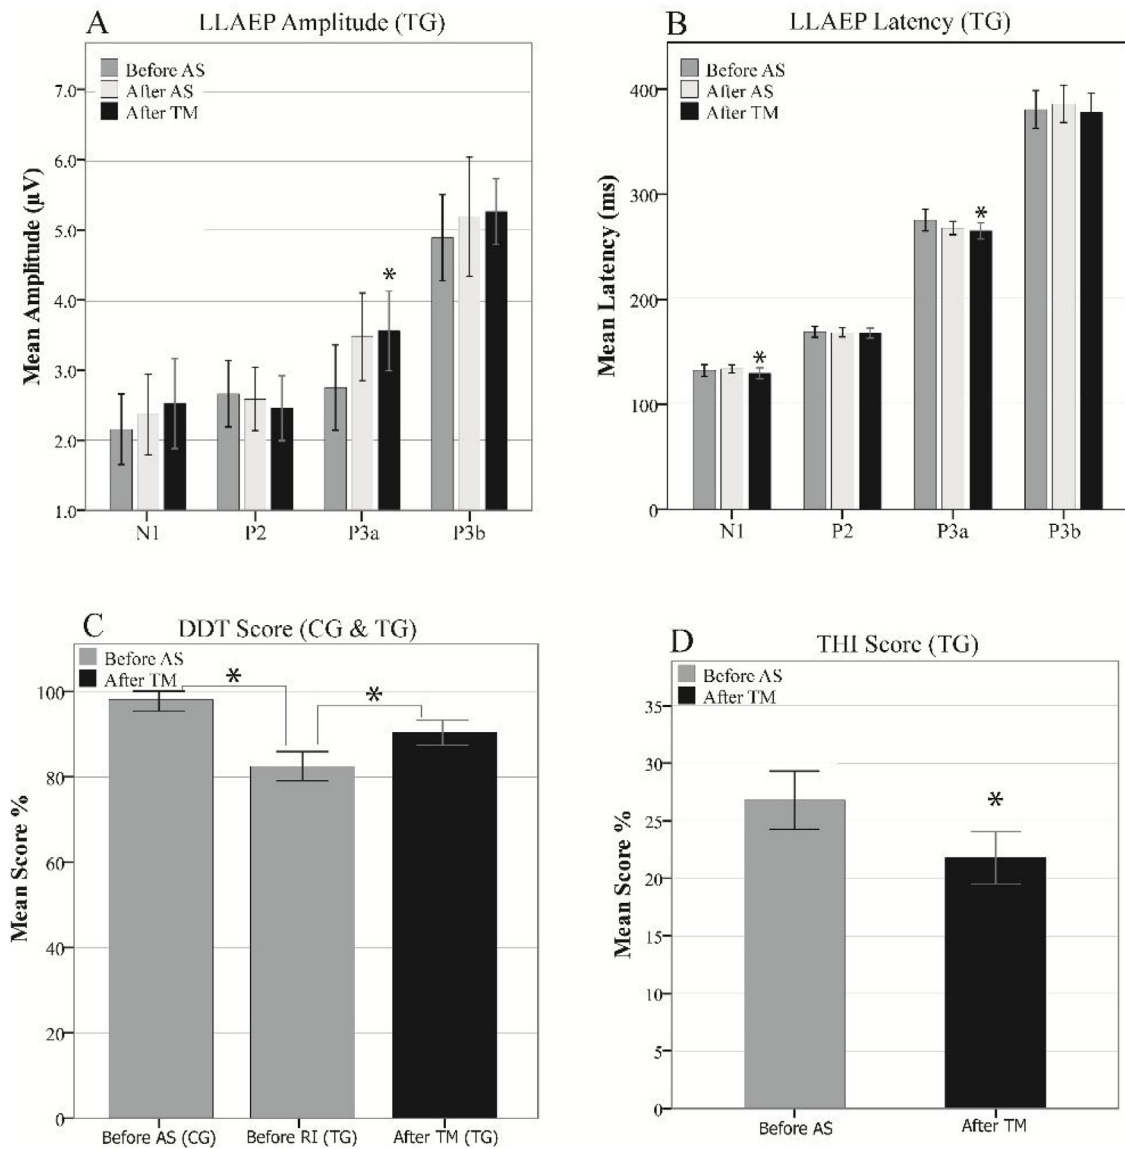 A
LLAEP Amplitude (TG)
Before AS
After AS
After TM
7.0
6.0
5.0
4.0
3.0
2.0
1.0
Mean Amplitude (μV)
*
N1 P2 P3a P3b
B
LLAEP Latency (TG)
Before AS
After AS
After TM
400
300
200
100
0
Mean Latency (ms)
*
*
N1 P2 P3a P3b
C
DDT Score (CG & TG)
Before AS
After TM
100
80
60
40
20
0
Mean Score %
*
*
Before AS (CG) Before RI (TG) After TM (TG)
D
THI Score (TG)
Before AS
After TM
35
30
25
20
15
10
5
0
Mean Score %
*
Before AS After TM